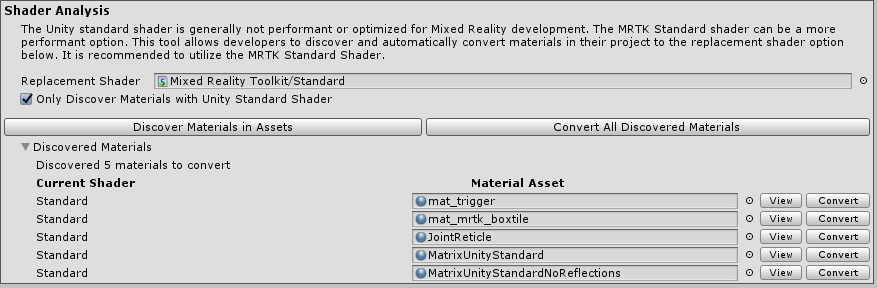 Shader Analysis
The Unity standard shader is generally not performant or optimized for Mixed Reality development. The MRTK Standard shader can be a more
performant option. This tool allows developers to discover and automatically convert materials in their project to the replacement shader option
below. It is recommended to utilize the MRTK Standard Shader.
Replacement Shader Mixed Reality Toolkit/Standard
Only Discover Materials with Unity Standard Shader
Discover Materials in Assets Convert All Discovered Materials
Discovered Materials
Discovered 5 materials to convert
Current Shader Material Asset
Standard mat_trigger View Convert
Standard mat_mrtk_boxtile View Convert
Standard JointReticle View Convert
Standard MatrixUnityStandard View Convert
Standard MatrixUnityStandardNoReflections View Convert